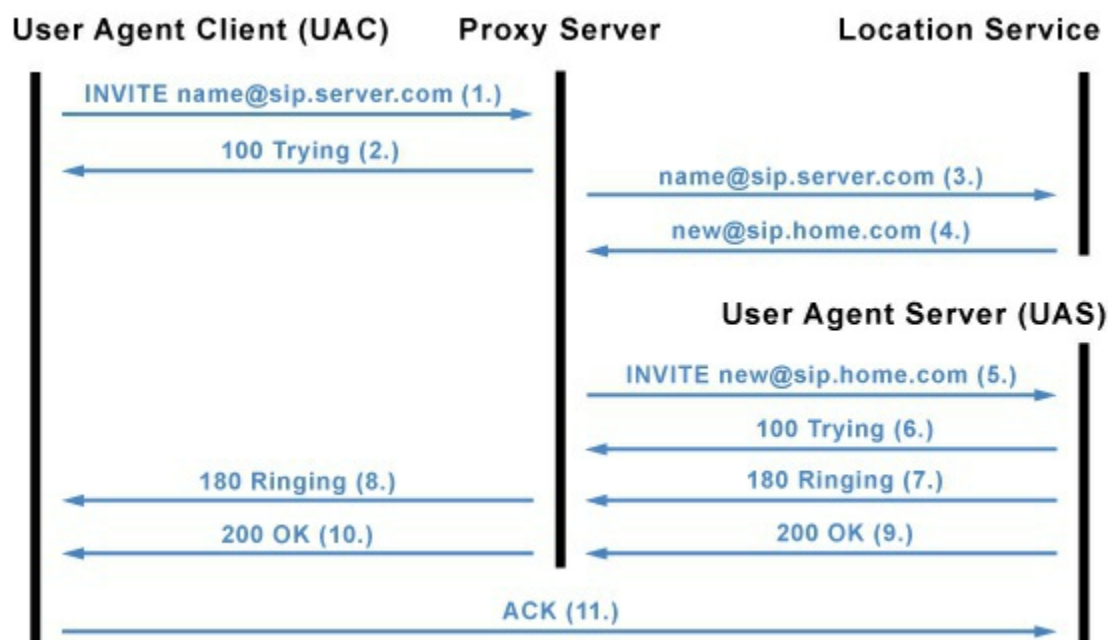 User Agent Client (UAC) Proxy Server Location Service
INVITE name@sip.server.com (1.)
100 Trying (2.)
name@sip.server.com (3.)
new@sip.home.com (4.)
User Agent Server (UAS)
INVITE new@sip.home.com (5.)
100 Trying (6.)
180 Ringing (8.) 180 Ringing (7.)
200 OK (10.) 200 OK (9.)
ACK (11.)